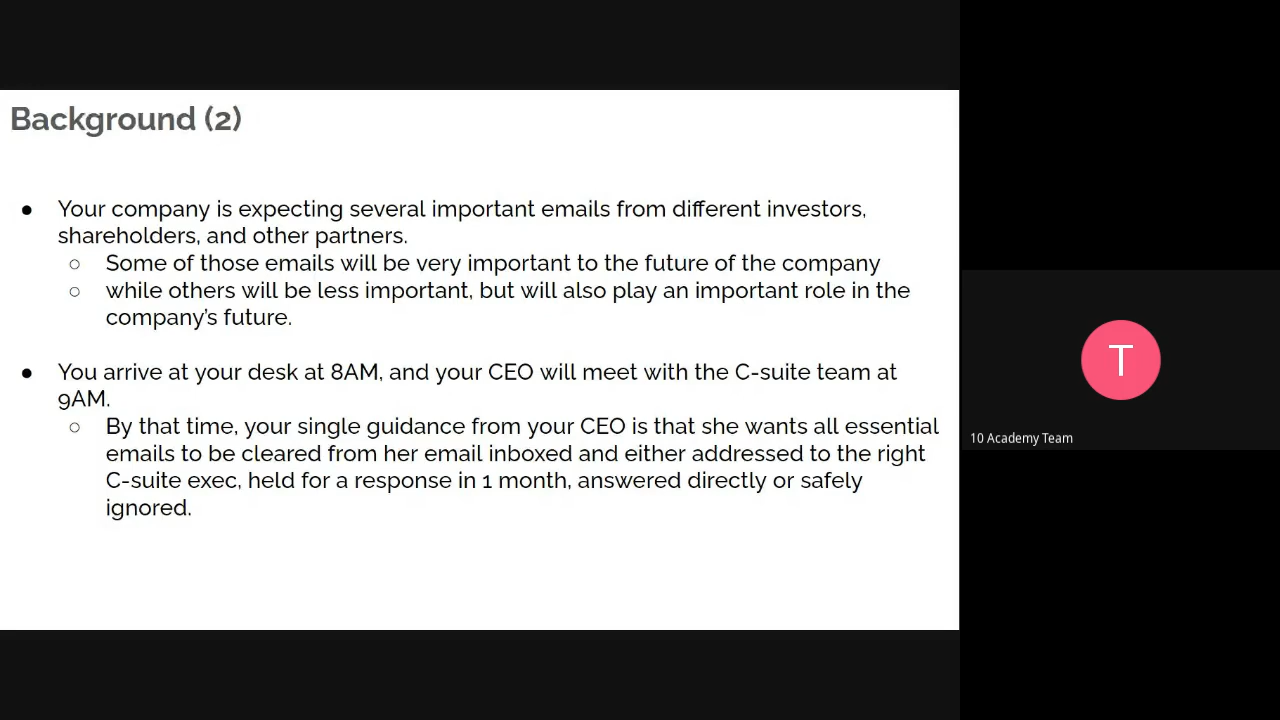 Background (2)
● Your company is expecting several important emails from different investors,
shareholders, and other partners.
○ Some of those emails will be very important to the future of the company
○ while others will be less important, but will also play an important role in the
company's future.
● You arrive at your desk at 8AM, and your CEO will meet with the C-suite team at
9AM.
○ By that time, your single guidance from your CEO is that she wants all essential
emails to be cleared from her email inboxed and either addressed to the right
C-suite exec, held for a response in 1 month, answered directly or safely
ignored.
T
10 Academy Team